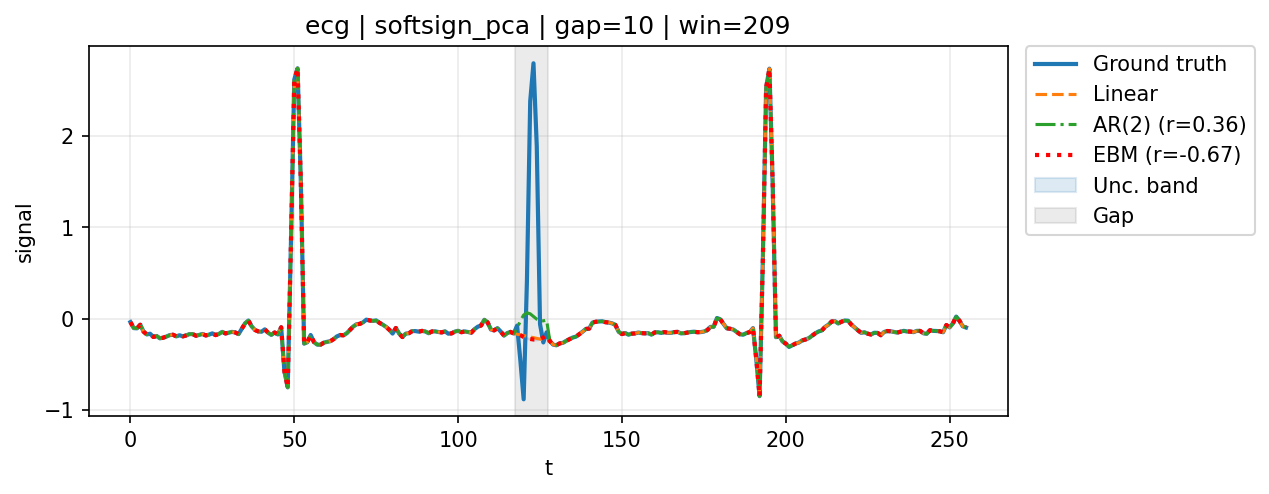 ecg | softsign_pca | gap=10 | win=209
Ground truth
Linear
AR(2) (r=0.36)
EBM (r=-0.67)
Unc. band
Gap
signal
2
1
0
−1
0
50
100
150
200
250
t